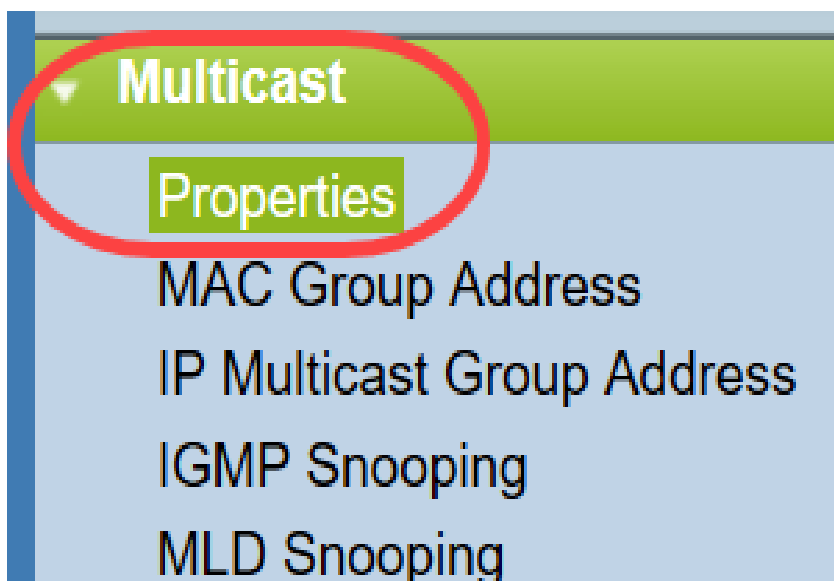 Multicast
Properties
MAC Group Address
IP Multicast Group Address
IGMP Snooping
MLD Snooping